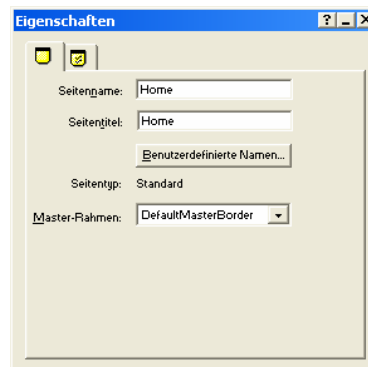 Eigenschaften
Seitenname: Home
Seitentitel: Home
Benutzerdefinierte Namen...
Seitentyp: Standard
Master-Rahmen: DefaultMasterBorder